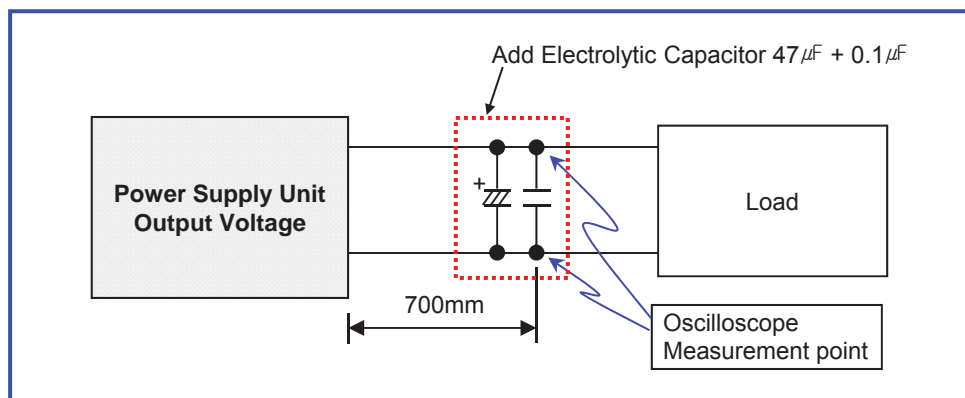 Add Electrolytic Capacitor 47㎌ + 0.1㎌
Power Supply Unit
Output Voltage
+
Load
700mm
Oscilloscope
Measurement point